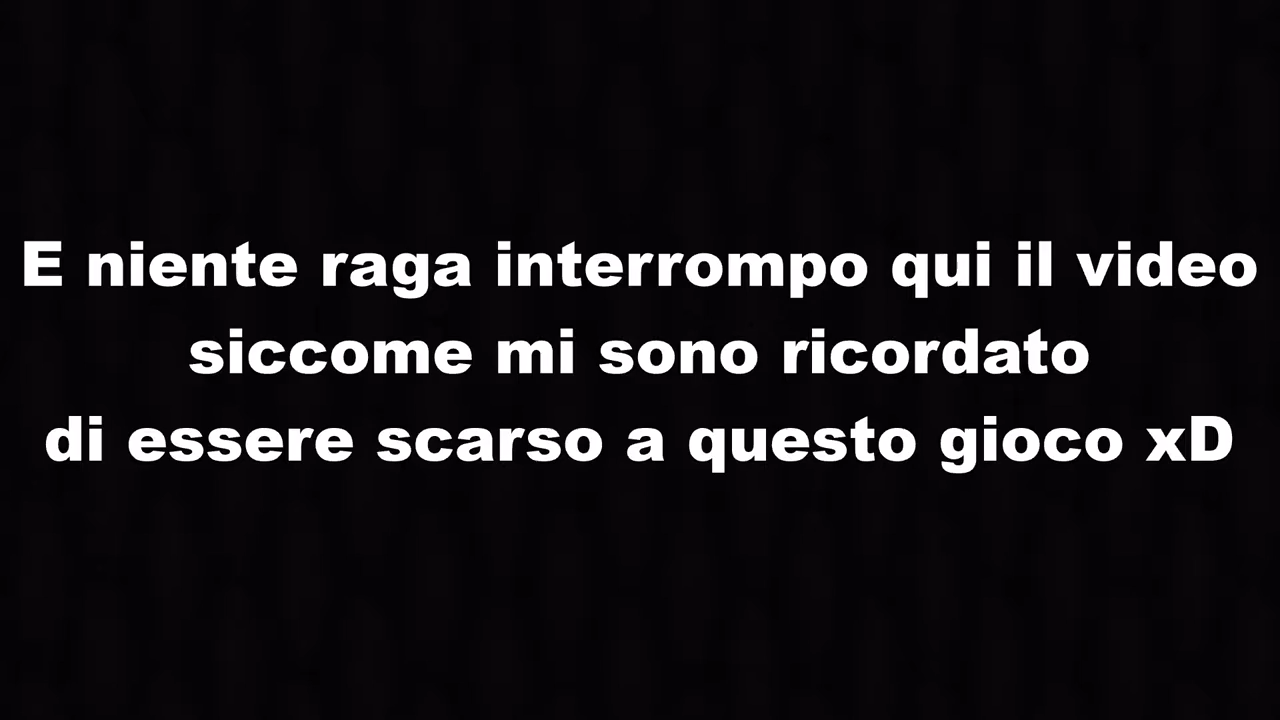 E niente raga interrompo qui il video
siccome mi sono ricordato
di essere scarso a questo gioco xD